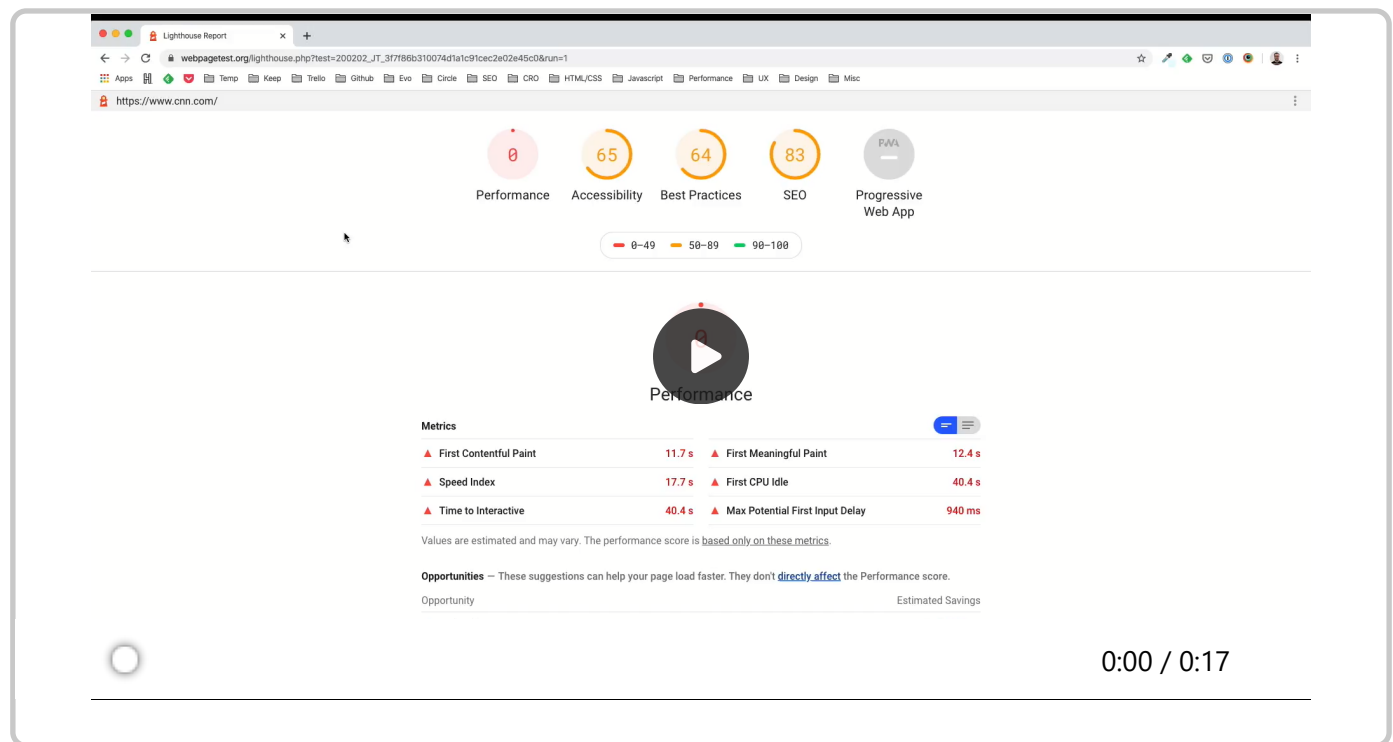 Lighthouse Report × +
webpagetest.org/lighthouse.php?test=200202_JT_3f7f86b310074d1a1c91cec2e02e45c0&run=1
Apps Temp Keep Trello Github Evo Circle SEO CRO HTML/CSS Javascript Performance UX Design Misc
https://www.cnn.com/
0 65 64 83 PWA
Performance Accessibility Best Practices SEO Progressive
Web App
0–49 50–89 90–100
0
Performance
Metrics
First Contentful Paint 11.7 s First Meaningful Paint 12.4 s
Speed Index 17.7 s First CPU Idle 40.4 s
Time to Interactive 40.4 s Max Potential First Input Delay 940 ms
Values are estimated and may vary. The performance score is based only on these metrics.
Opportunities — These suggestions can help your page load faster. They don't directly affect the Performance score.
Opportunity Estimated Savings
0:00 / 0:17